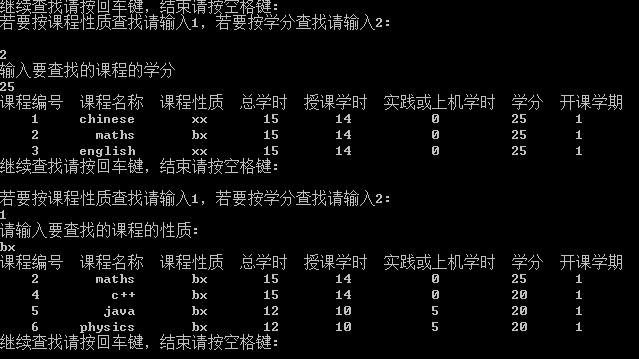 继续查找请按回车键，结束请按空格键：
若要按课程性质查找请输入1，若要按学分查找请输入2：
2
输入要查找的课程的学分
25
课程编号 课程名称 课程性质 总学时 授课学时 实践或上机学时 学分 开课学期
1 chinese xx 15 14 0 25 1
2 maths bx 15 14 0 25 1
3 english xx 15 14 0 25 1
继续查找请按回车键，结束请按空格键：
若要按课程性质查找请输入1，若要按学分查找请输入2：
1
请输入要查找的课程的性质：
bx
课程编号 课程名称 课程性质 总学时 授课学时 实践或上机学时 学分 开课学期
2 maths bx 15 14 0 25 1
4 c++ bx 15 14 0 20 1
5 java bx 12 10 5 20 1
6 physics bx 12 10 5 20 1
继续查找请按回车键，结束请按空格键：